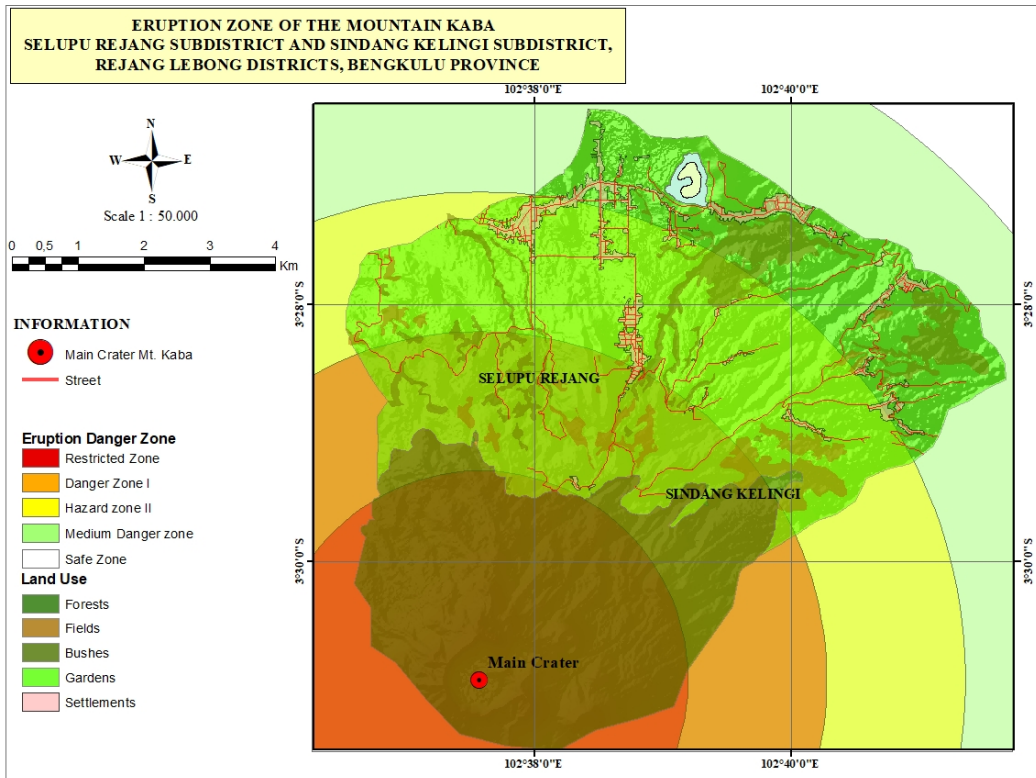 ERUPTION ZONE OF THE MOUNTAIN KABA
SELUPU REJANG SUBDISTRICT AND SINDANG KELINGI SUBDISTRICT,
REJANG LEBONG DISTRICTS, BENGKULU PROVINCE
N
W E
S
Scale 1 : 50.000
0 0,5 1 2 3 4
Km
INFORMATION
Main Crater Mt. Kaba
Street
Eruption Danger Zone
Restricted Zone
Danger Zone I
Hazard zone II
Medium Danger zone
Safe Zone
Land Use
Forests
Fields
Bushes
Gardens
Settlements
102°38'0"E 102°40'0"E
3°28'0"S 3°28'0"S
SELUPU REJANG
SINDANG KELINGI
3°30'0"S 3°30'0"S
Main Crater
102°38'0"E 102°40'0"E